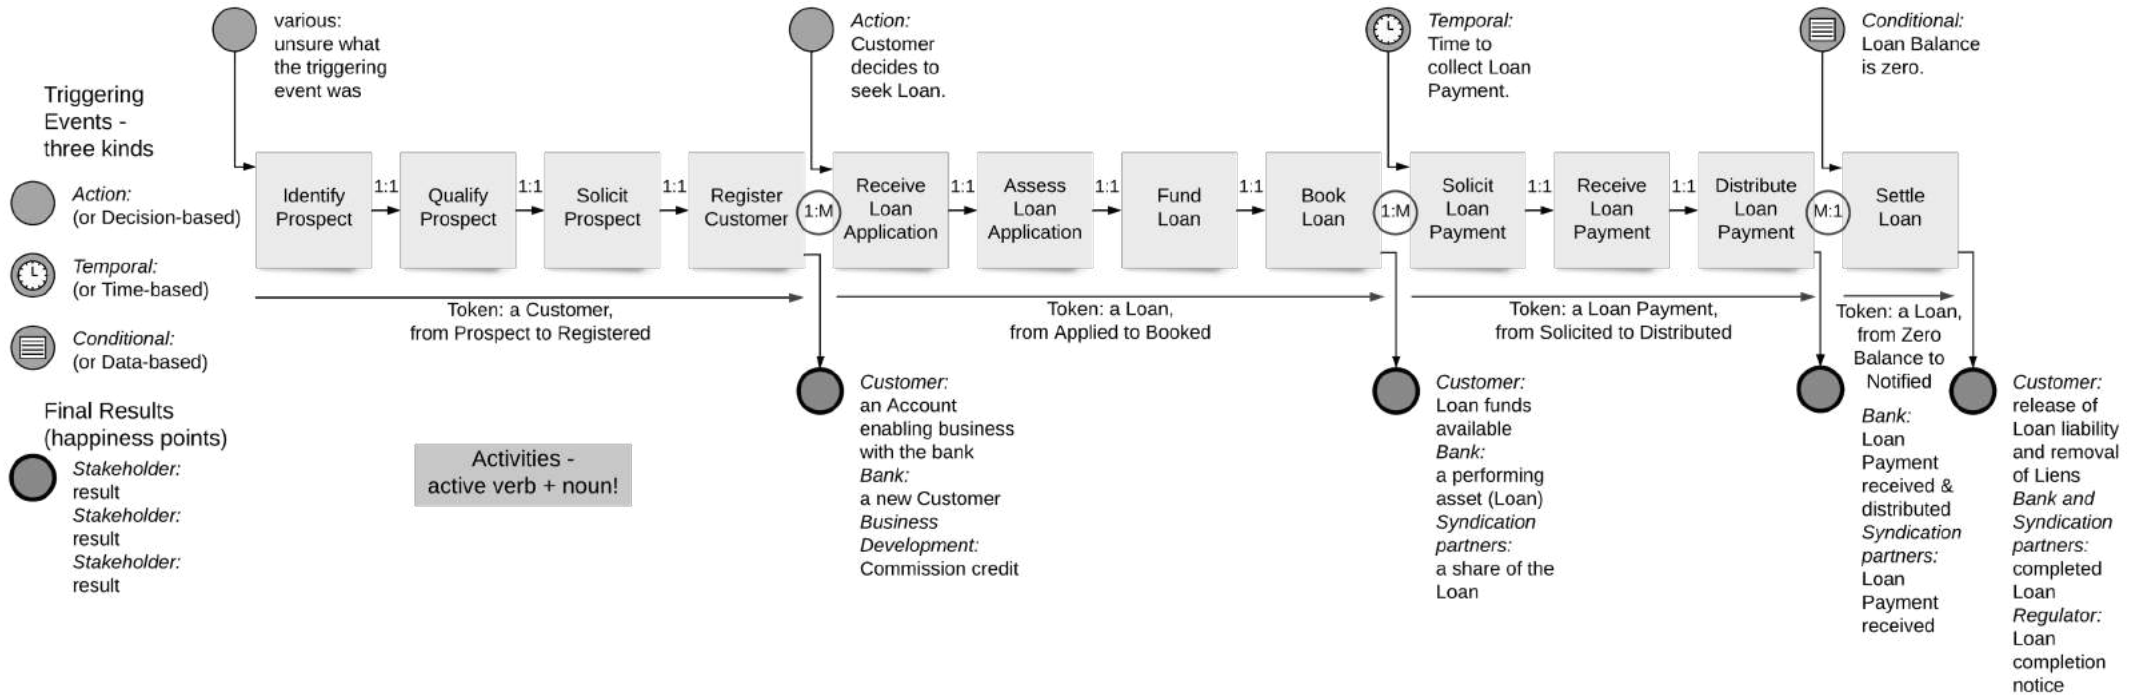 various:
unsure what
the triggering
event was
Action:
Customer
decides to
seek Loan.
Temporal:
Time to
collect Loan
Payment.
Conditional:
Loan Balance
is zero.
Triggering
Events -
three kinds
Action:
(or Decision-based)
Temporal:
(or Time-based)
Conditional:
(or Data-based)
Final Results
(happiness points)
Stakeholder:
result
Stakeholder:
result
Stakeholder:
result
Identify
Prospect
1:1
Qualify
Prospect
1:1
Solicit
Prospect
1:1
Register
Customer
1:M
Receive
Loan
Application
1:1
Assess
Loan
Application
1:1
Fund
Loan
1:1
Book
Loan
1:M
Solicit
Loan
Payment
1:1
Receive
Loan
Payment
1:1
Distribute
Loan
Payment
M:1
Settle
Loan
Token: a Customer,
from Prospect to Registered
Token: a Loan,
from Applied to Booked
Token: a Loan Payment,
from Solicited to Distributed
Token: a Loan,
from Zero
Balance to
Notified
Activities -
active verb + noun!
Customer:
an Account
enabling business
with the bank
Bank:
a new Customer
Business
Development:
Commission credit
Customer:
Loan funds
available
Bank:
a performing
asset (Loan)
Syndication
partners:
a share of the
Loan
Bank:
Loan
Payment
received &
distributed
Syndication
partners:
Loan
Payment
received
Customer:
release of
Loan liability
and removal
of Liens
Bank and
Syndication
partners:
completed
Loan
Regulator:
Loan
completion
notice